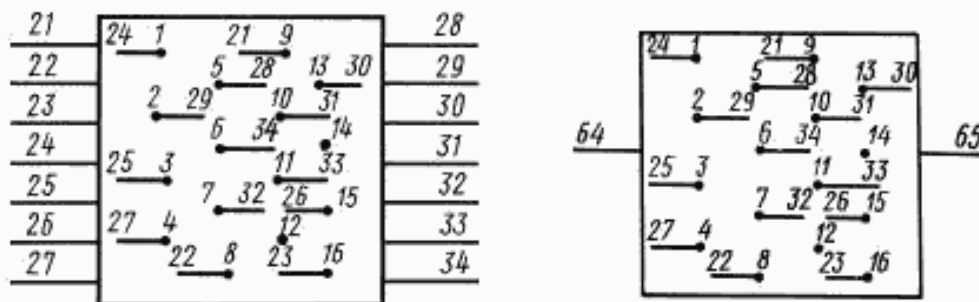 21 24 1 21 9 28 24 1 21 9
22 5 28 13 30 29 5 28 13 30
23 2 29 10 31 30 2 29 10 31
24 6 34 14 31 64 6 34 14 65
25 25 3 11 33 32 25 3 11 33
26 7 32 26 15 33 7 32 26 15
27 27 4 12 34 27 4 12
22 8 23 16 22 8 23 16